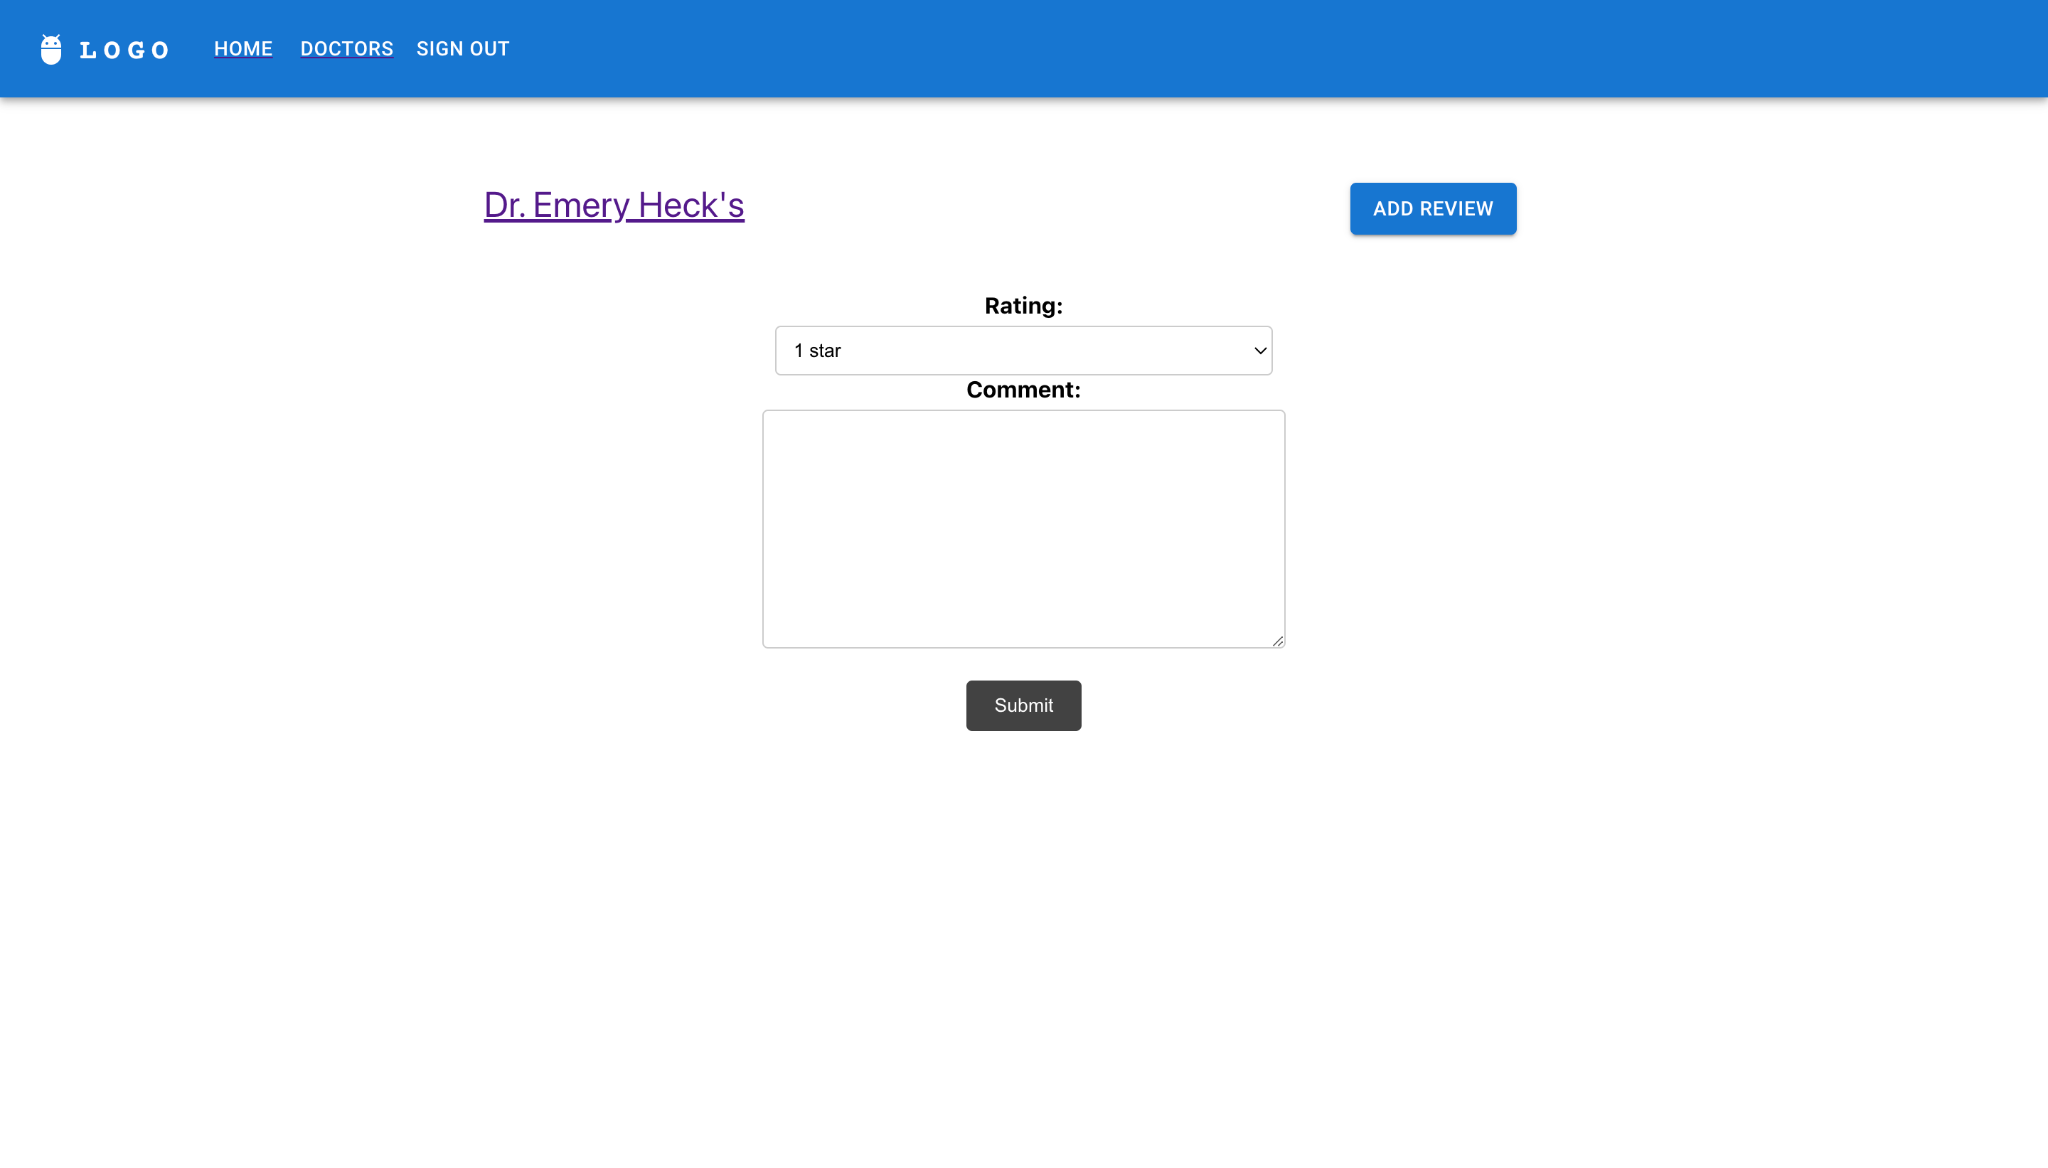 LOGO HOME DOCTORS SIGN OUT
Dr. Emery Heck's ADD REVIEW
Rating:
1 star
Comment:
Submit